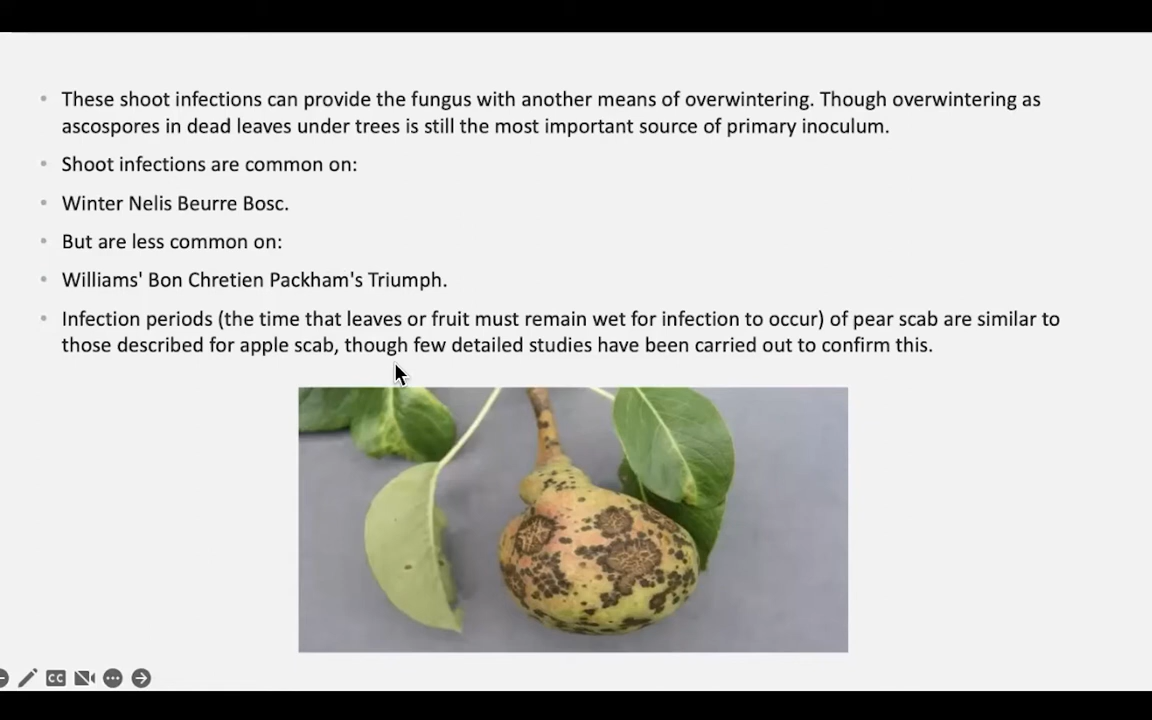 These shoot infections can provide the fungus with another means of overwintering. Though overwintering as
ascospores in dead leaves under trees is still the most important source of primary inoculum.
Shoot infections are common on:
Winter Nelis Beurre Bosc.
But are less common on:
Williams' Bon Chretien Packham's Triumph.
Infection periods (the time that leaves or fruit must remain wet for infection to occur) of pear scab are similar to
those described for apple scab, though few detailed studies have been carried out to confirm this.
CC